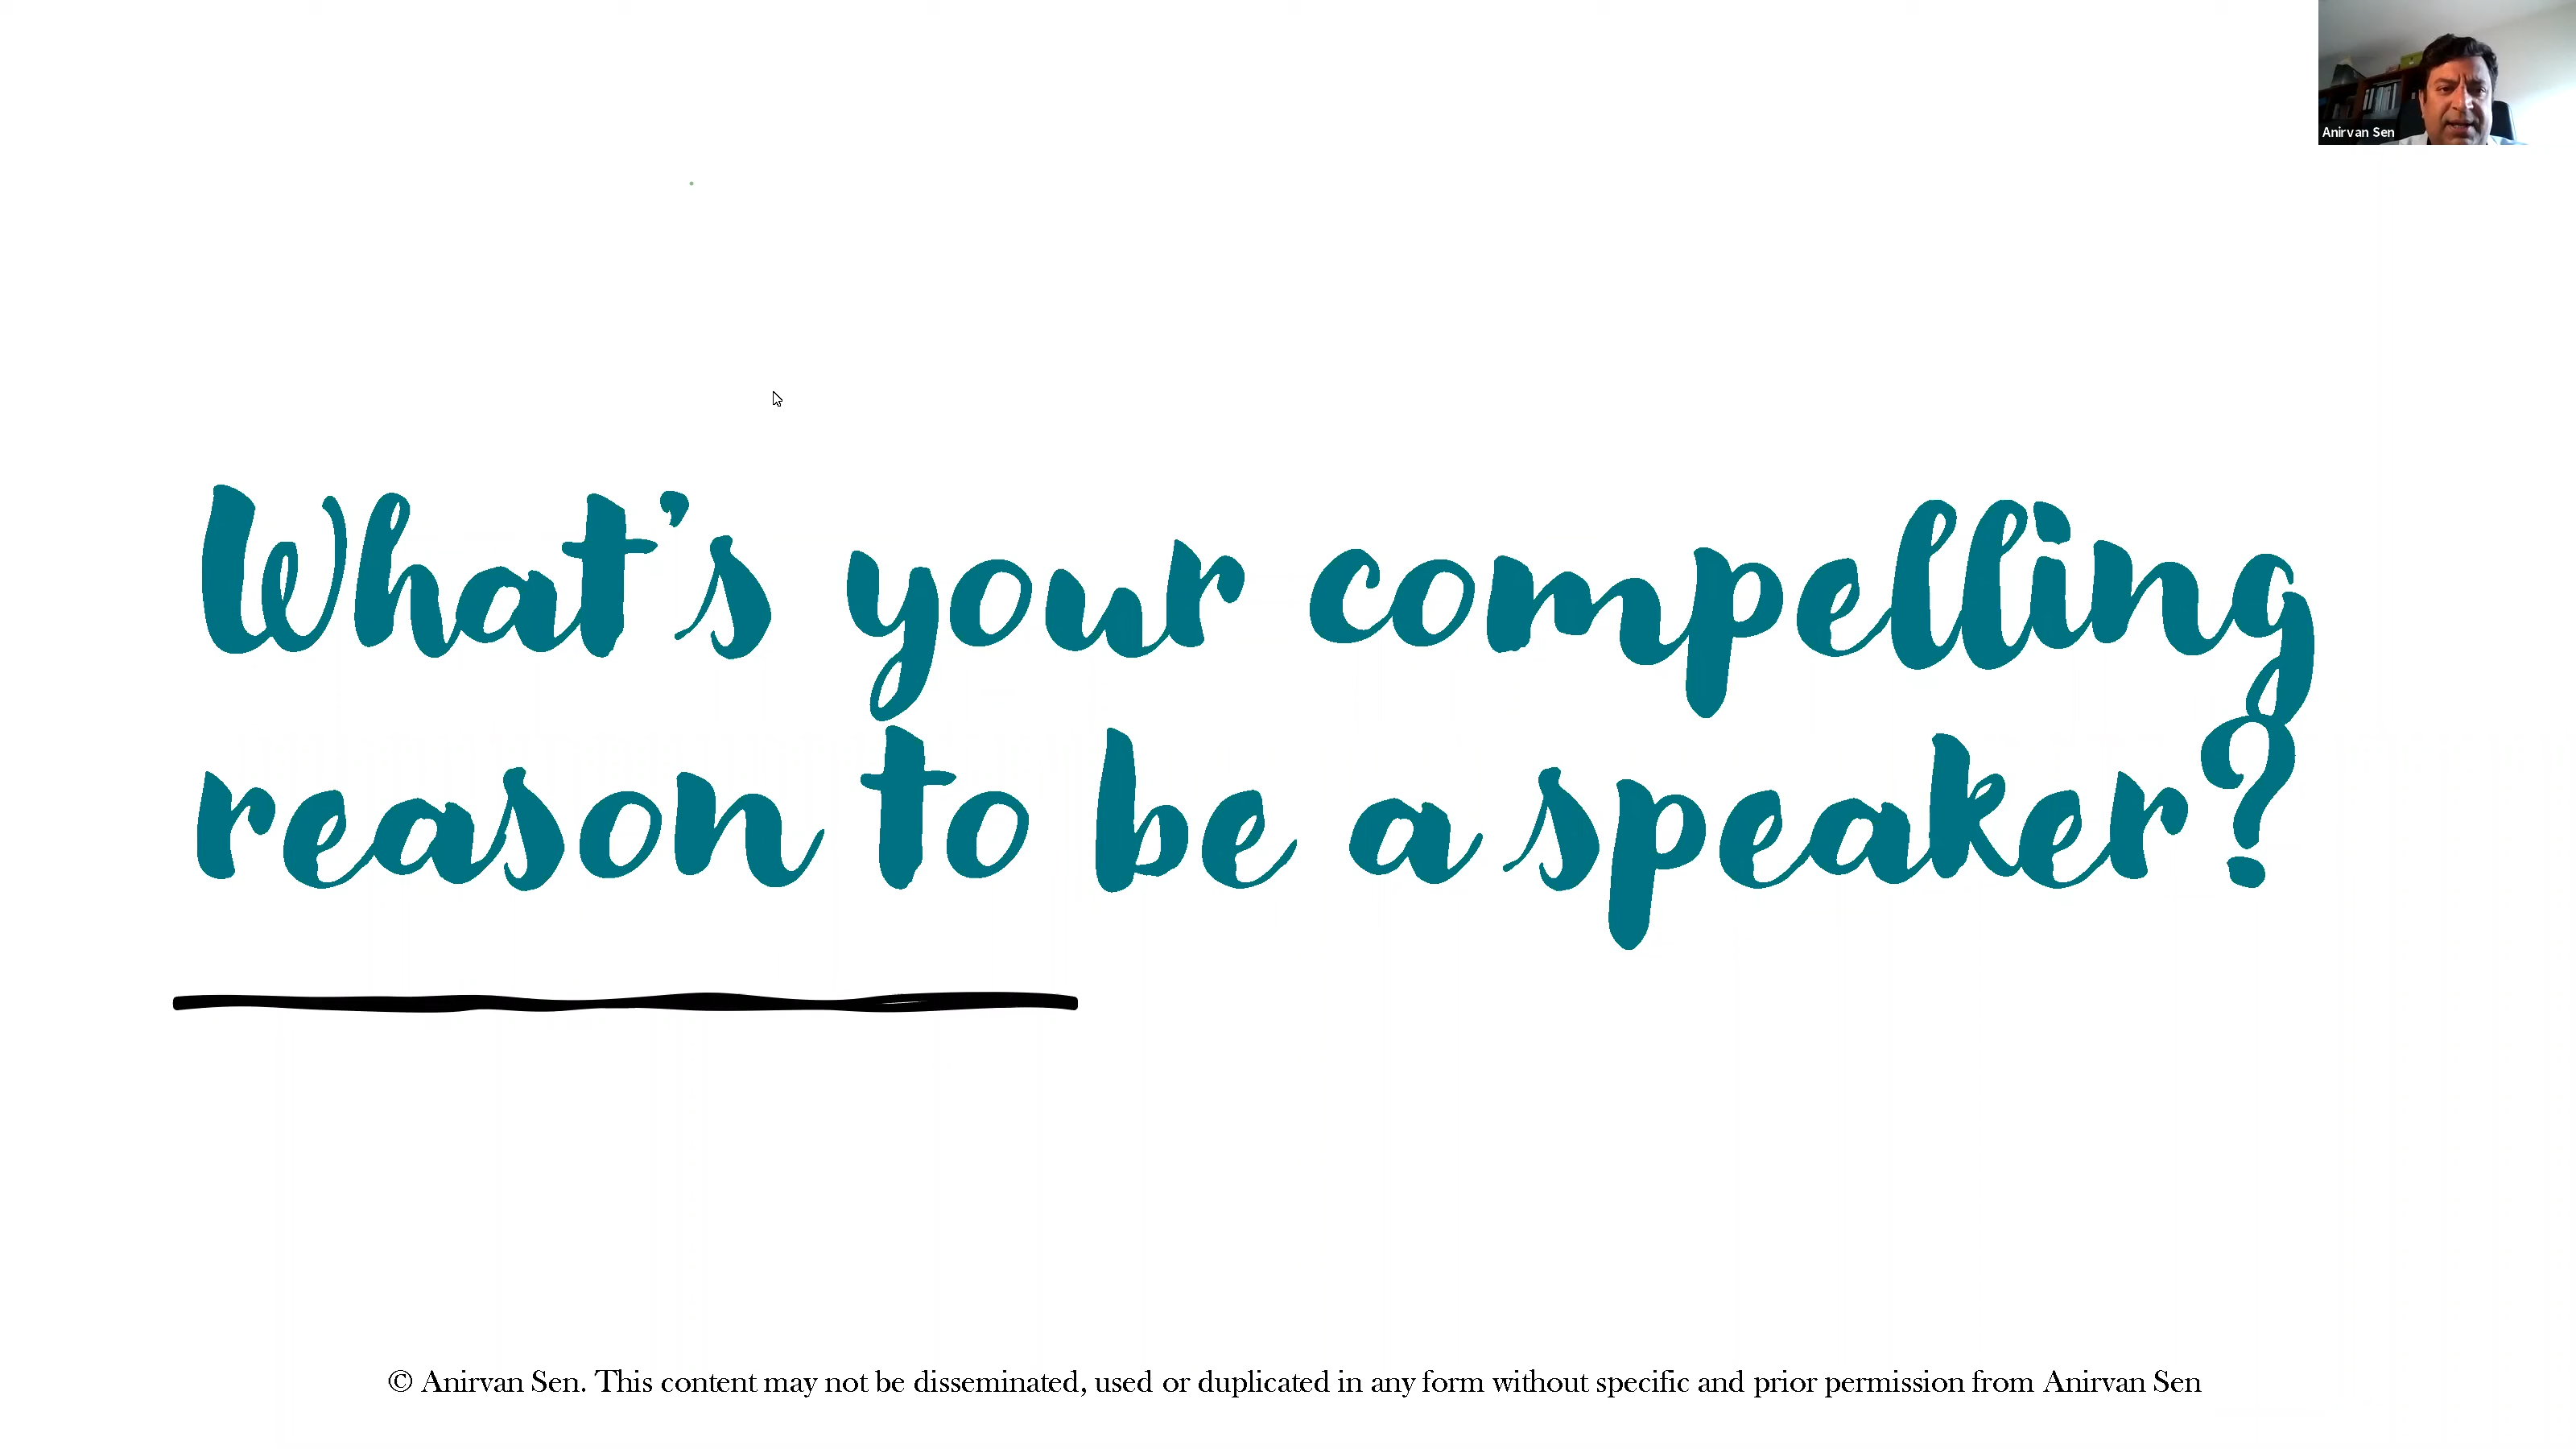 Anirvan Sen
What's your compelling
reason to be a speaker?
© Anirvan Sen. This content may not be disseminated, used or duplicated in any form without specific and prior permission from Anirvan Sen